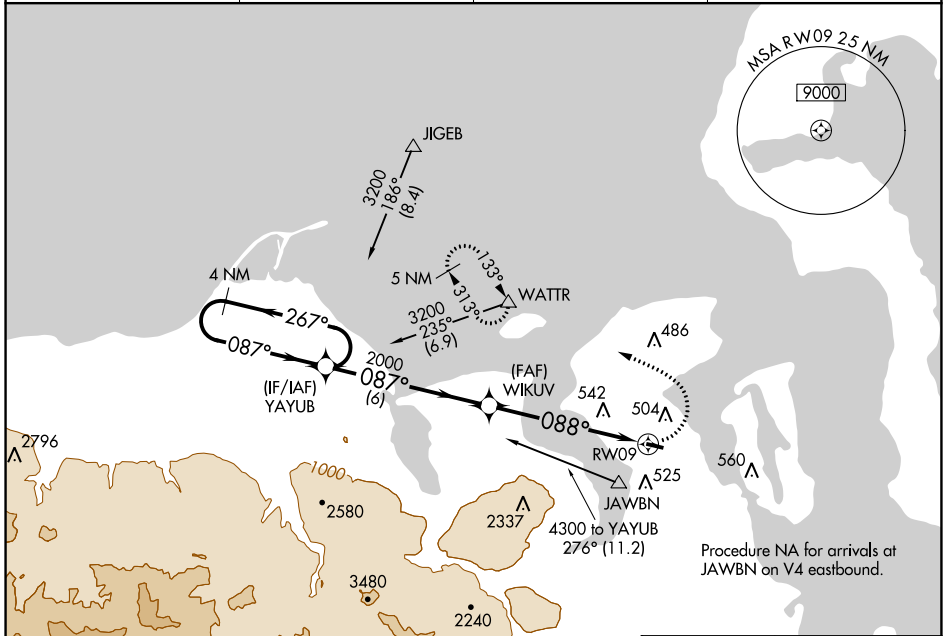 MSA RW09 25 NM
9000
JIGEB
3200
186°
(8.4)
4 NM
5 NM
133°
313°
WATTR
3200
235°
(6.9)
267°
087°
(IF/IAF)
YAYUB
2000
087°
(6)
(FAF)
WIKUV
088°
486
542
504
RW09
525
560
JAWBN
2796
1000
2580
2337
4300 to YAYUB
276° (11.2)
Procedure NA for arrivals at
JAWBN on V4 eastbound.
3480
2240